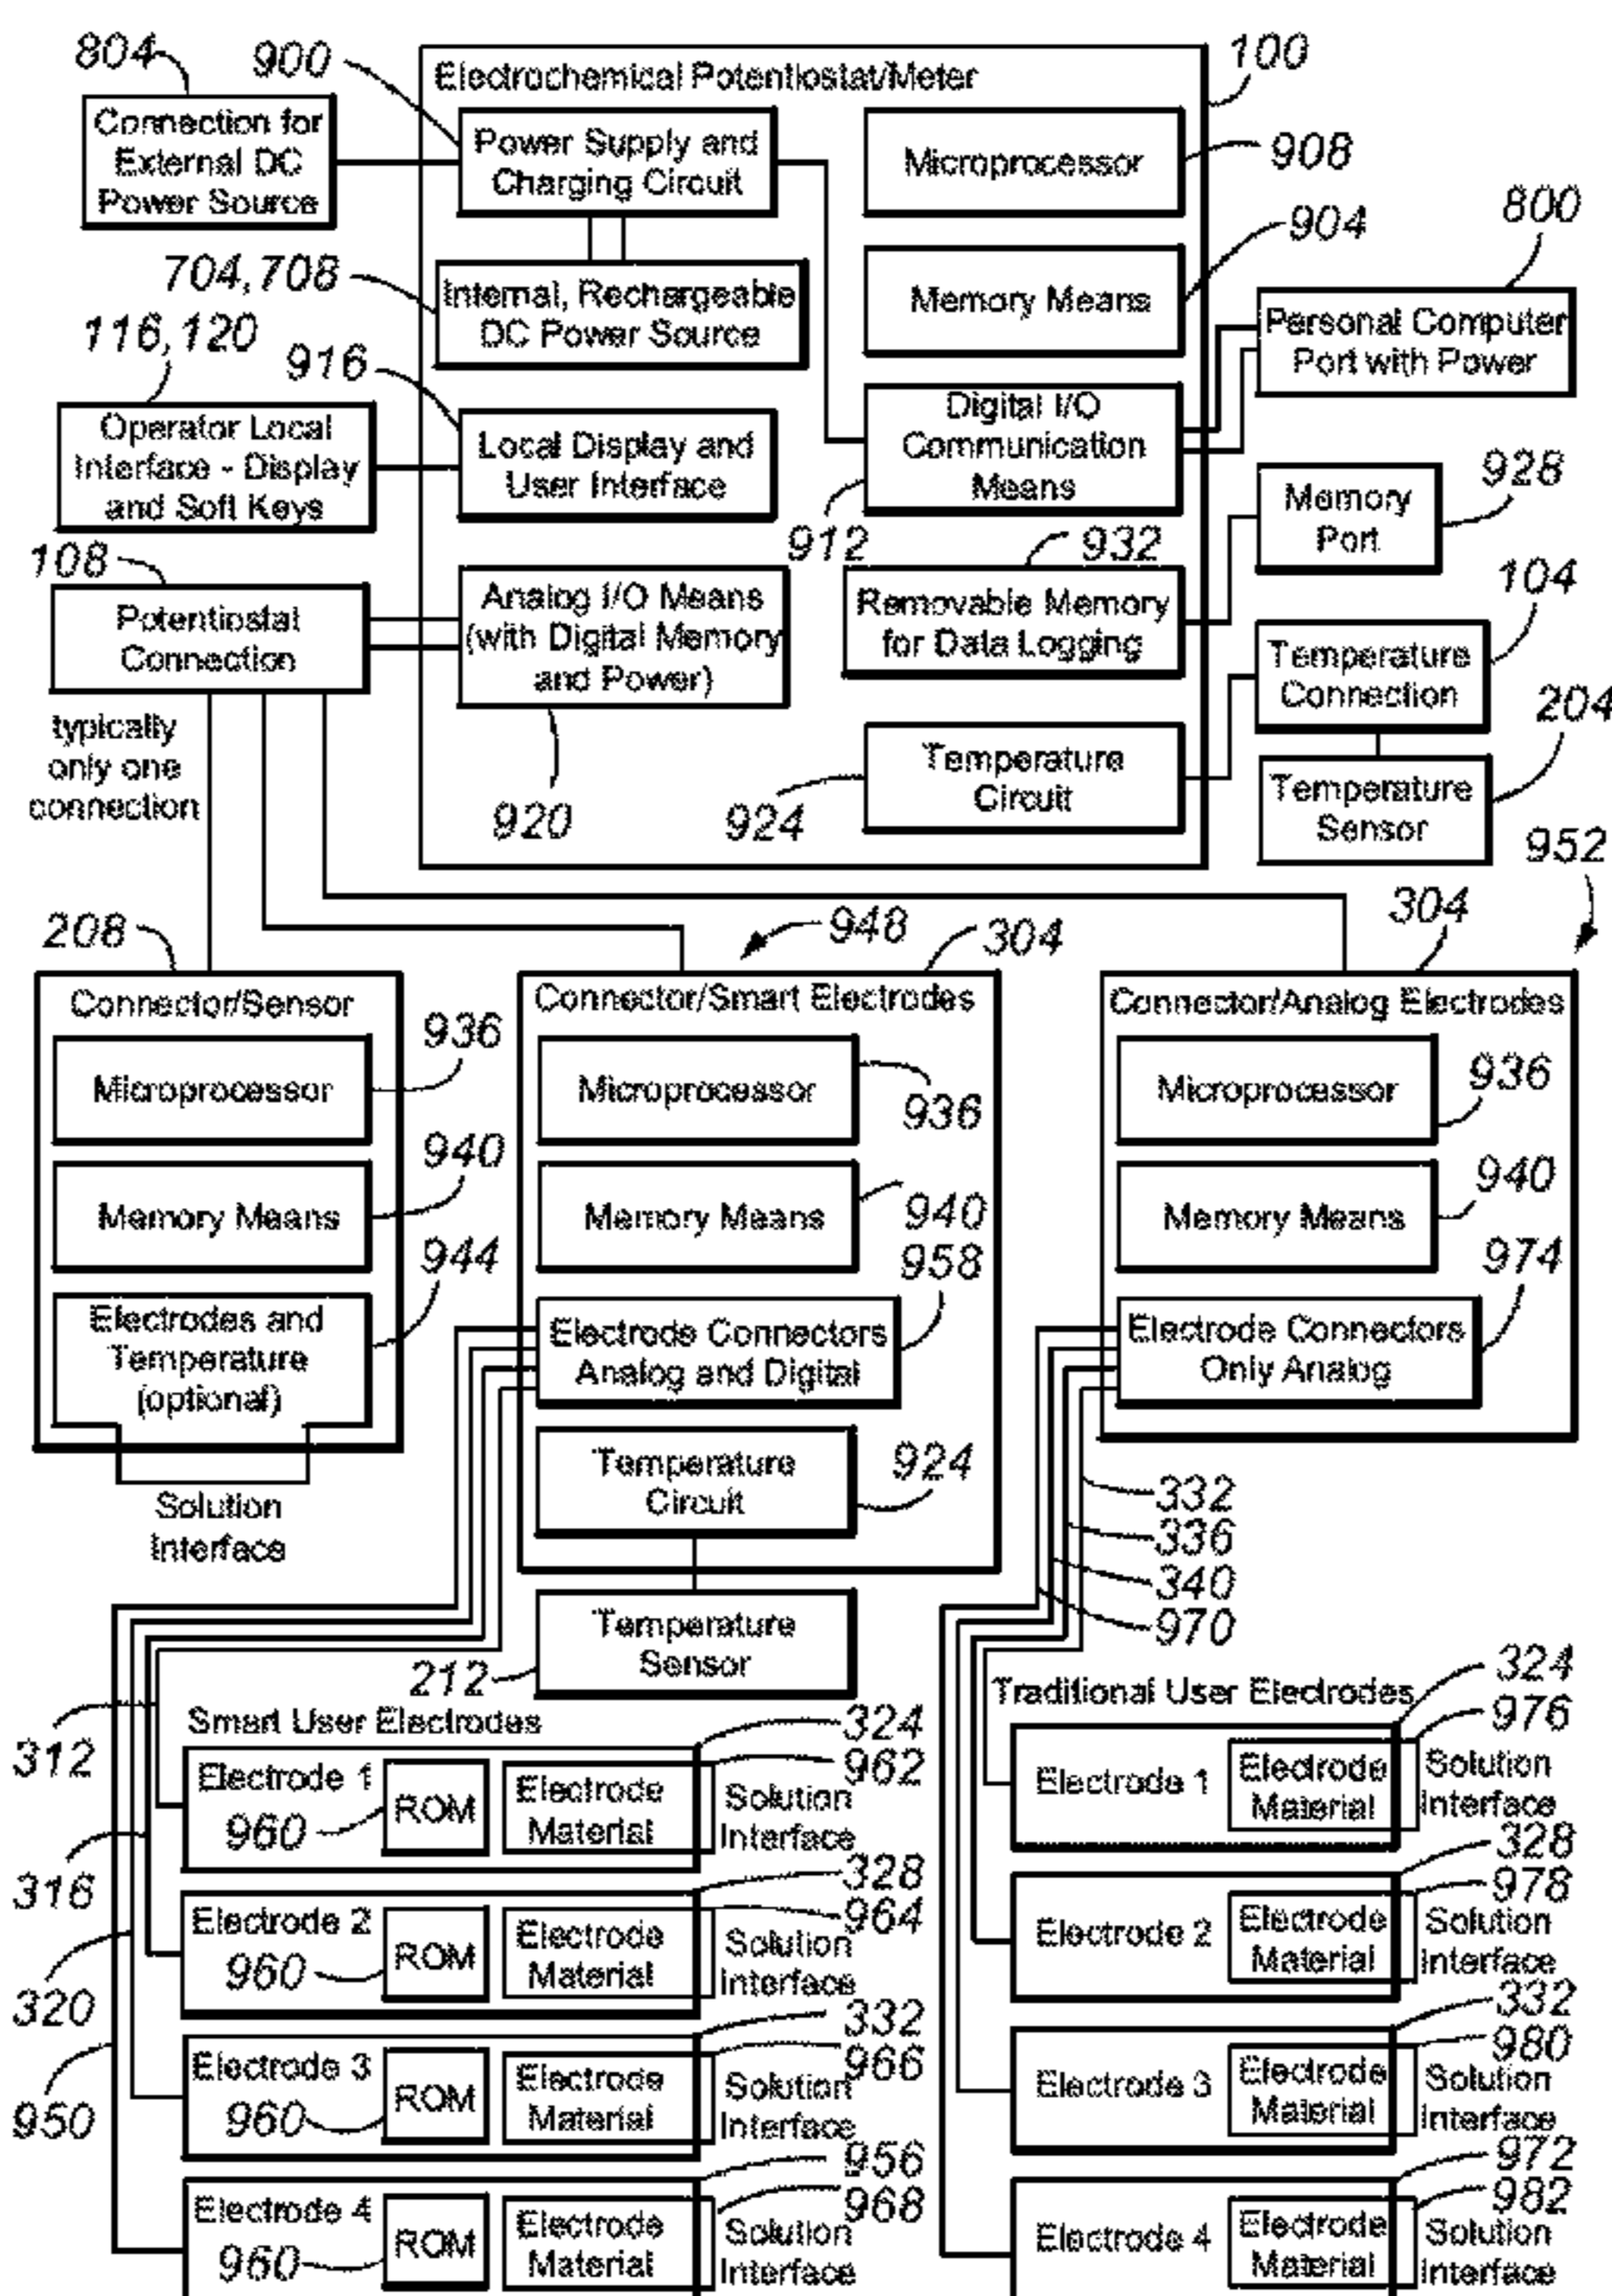 804
900
100
Electrochemical Potentiostat/Meter
Connection for
External DC
Power Source
Power Supply and
Charging Circuit
Microprocessor
908
904
800
704,708
Internal, Rechargeable
DC Power Source
Memory Means
Personal Computer
Port with Power
116,120
916
Operator Local
Interface - Display
and Soft Keys
Local Display and
User Interface
Digital I/O
Communication
Means
912
928
Memory
Port
108
Potentiostat
Connection
Analog I/O Means
(with Digital Memory
and Power)
920
932
Removable Memory
for Data Logging
104
Temperature
Connection
204
Temperature
Sensor
typically
only one
connection
924
Temperature
Circuit
952
208
948
304
304
Connector/Sensor
Microprocessor
936
Memory Means
940
944
Electrodes and
Temperature
(optional)
Solution
Interface
Connector/Smart Electrodes
Microprocessor
936
Memory Means
940
958
Electrode Connectors
Analog and Digital
Temperature
Circuit
924
Temperature
Sensor
212
Connector/Analog Electrodes
Microprocessor
936
Memory Means
940
974
Electrode Connectors
Only Analog
332
336
340
970
312
316
320
950
Smart User Electrodes
324
962
Electrode 1
960
ROM
Electrode
Material
Solution
Interface
328
964
Electrode 2
960
ROM
Electrode
Material
Solution
Interface
332
966
Electrode 3
960
ROM
Electrode
Material
Solution
Interface
956
968
Electrode 4
960
ROM
Electrode
Material
Solution
Interface
Traditional User Electrodes
324
976
Electrode 1
Electrode
Material
Solution
Interface
328
978
Electrode 2
Electrode
Material
Solution
Interface
332
980
Electrode 3
Electrode
Material
Solution
Interface
972
982
Electrode 4
Electrode
Material
Solution
Interface